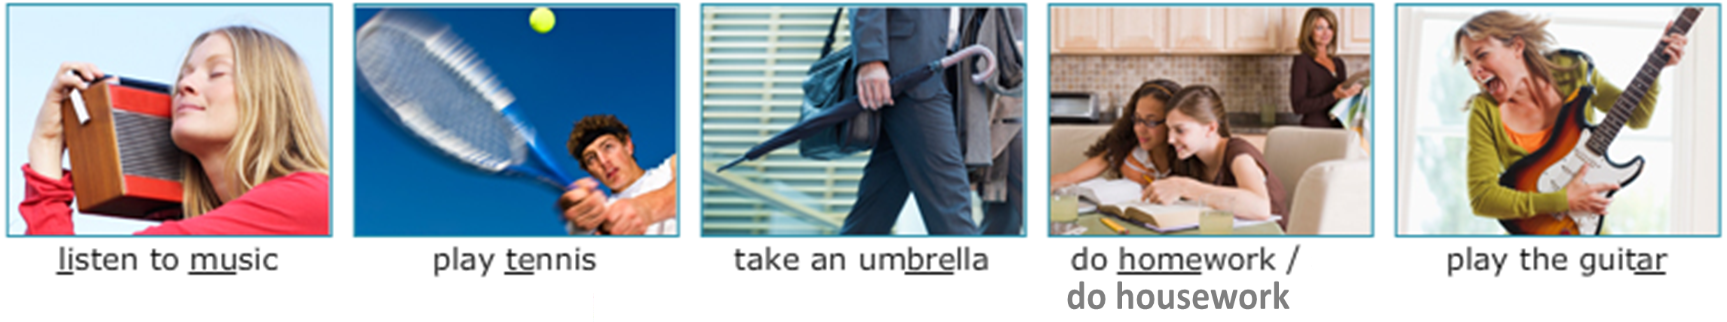 listen to music
play tennis
take an umbrella
do homework /
do housework
play the guitar